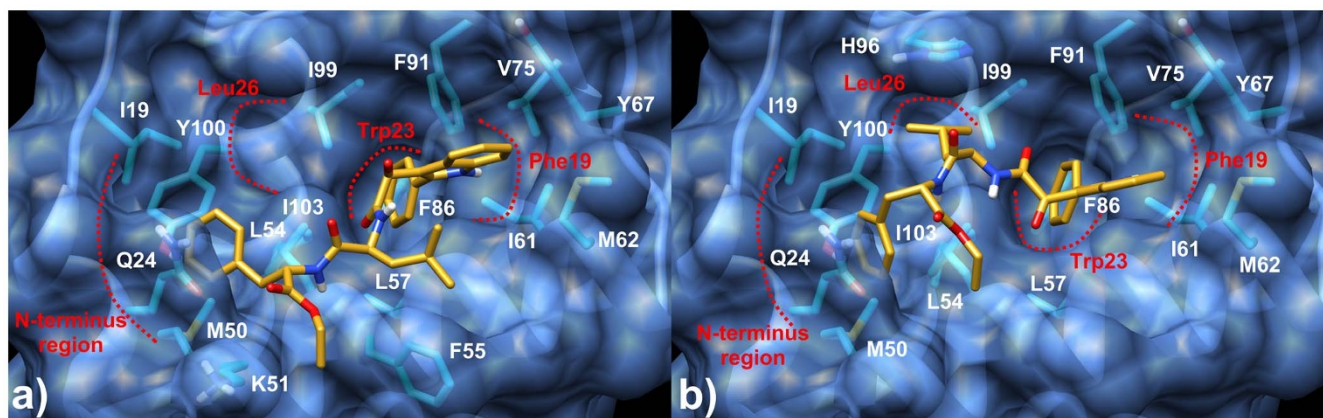 F91
I99
V75
Leu26
I19
Y67
Y100
Trp23
Phe19
I103
L54
F86
I61
Q24
L57
M62
N-terminus
region
M50
F55
K51
a)
H96
F91
I99
V75
Leu26
I19
Y67
Y100
Phe19
I103
F86
Q24
I61
Trp23
M62
L54
L57
N-terminus
region
M50
b)